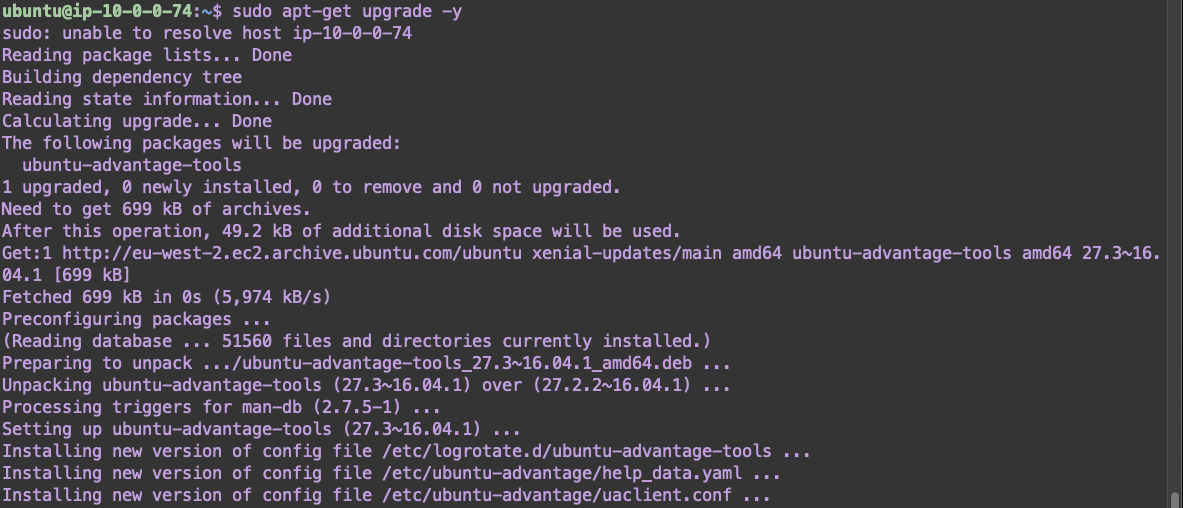 ubuntu@ip-10-0-0-74:~$ sudo apt-get upgrade -y
sudo: unable to resolve host ip-10-0-0-74
Reading package lists... Done
Building dependency tree
Reading state information... Done
Calculating upgrade... Done
The following packages will be upgraded:
  ubuntu-advantage-tools
1 upgraded, 0 newly installed, 0 to remove and 0 not upgraded.
Need to get 699 kB of archives.
After this operation, 49.2 kB of additional disk space will be used.
Get:1 http://eu-west-2.ec2.archive.ubuntu.com/ubuntu xenial-updates/main amd64 ubuntu-advantage-tools amd64 27.3~16.
04.1 [699 kB]
Fetched 699 kB in 0s (5,974 kB/s)
Preconfiguring packages ...
(Reading database ... 51560 files and directories currently installed.)
Preparing to unpack .../ubuntu-advantage-tools_27.3~16.04.1_amd64.deb ...
Unpacking ubuntu-advantage-tools (27.3~16.04.1) over (27.2.2~16.04.1) ...
Processing triggers for man-db (2.7.5-1) ...
Setting up ubuntu-advantage-tools (27.3~16.04.1) ...
Installing new version of config file /etc/logrotate.d/ubuntu-advantage-tools ...
Installing new version of config file /etc/ubuntu-advantage/help_data.yaml ...
Installing new version of config file /etc/ubuntu-advantage/uaclient.conf ...